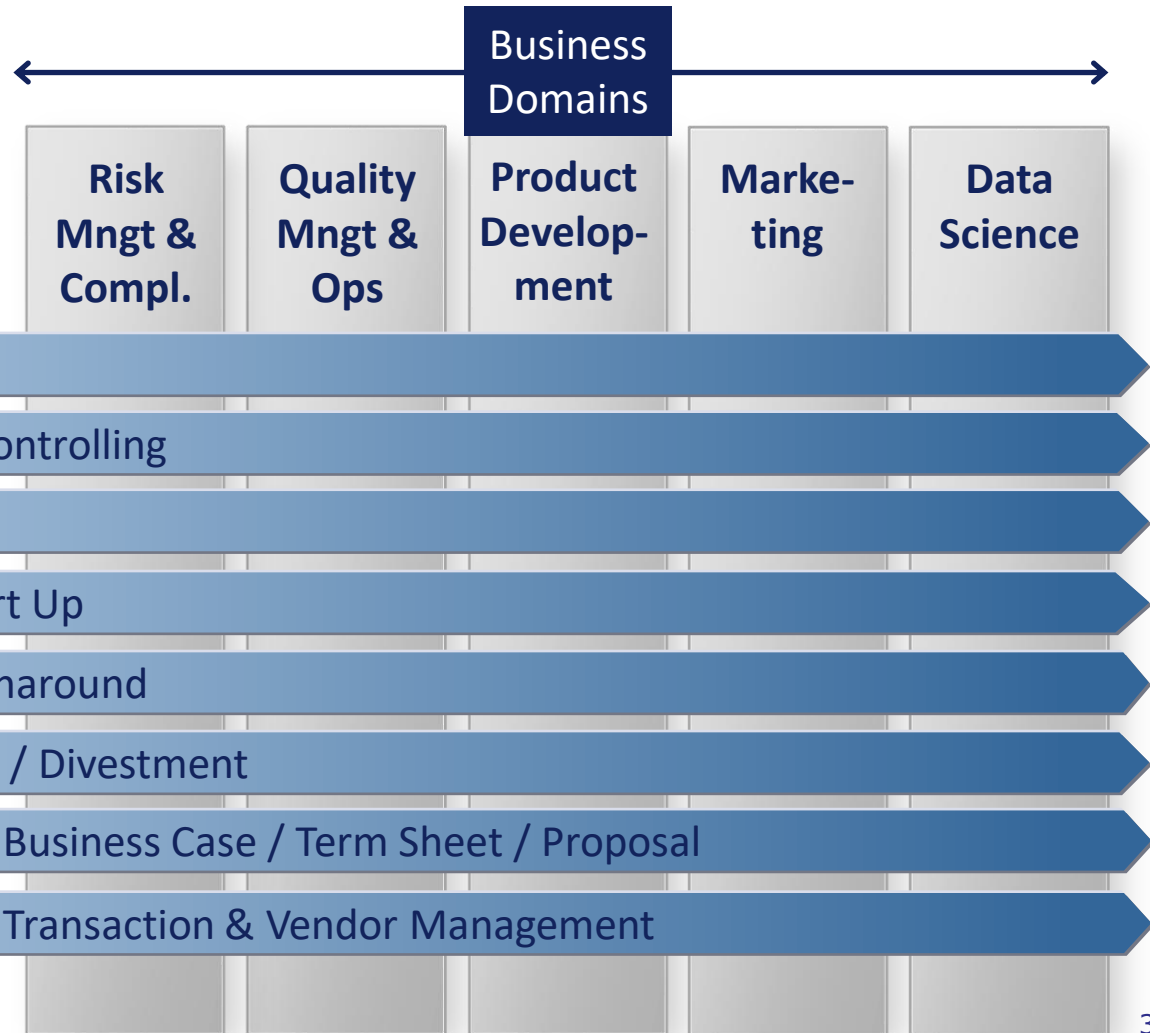 Business
Domains
Risk
Mngt &
Compl.
Quality
Mngt &
Ops
Product
Develop-
ment
Marke-
ting
Data
Science
ontrolling
rt Up
naround
/ Divestment
Business Case / Term Sheet / Proposal
Transaction & Vendor Management
3